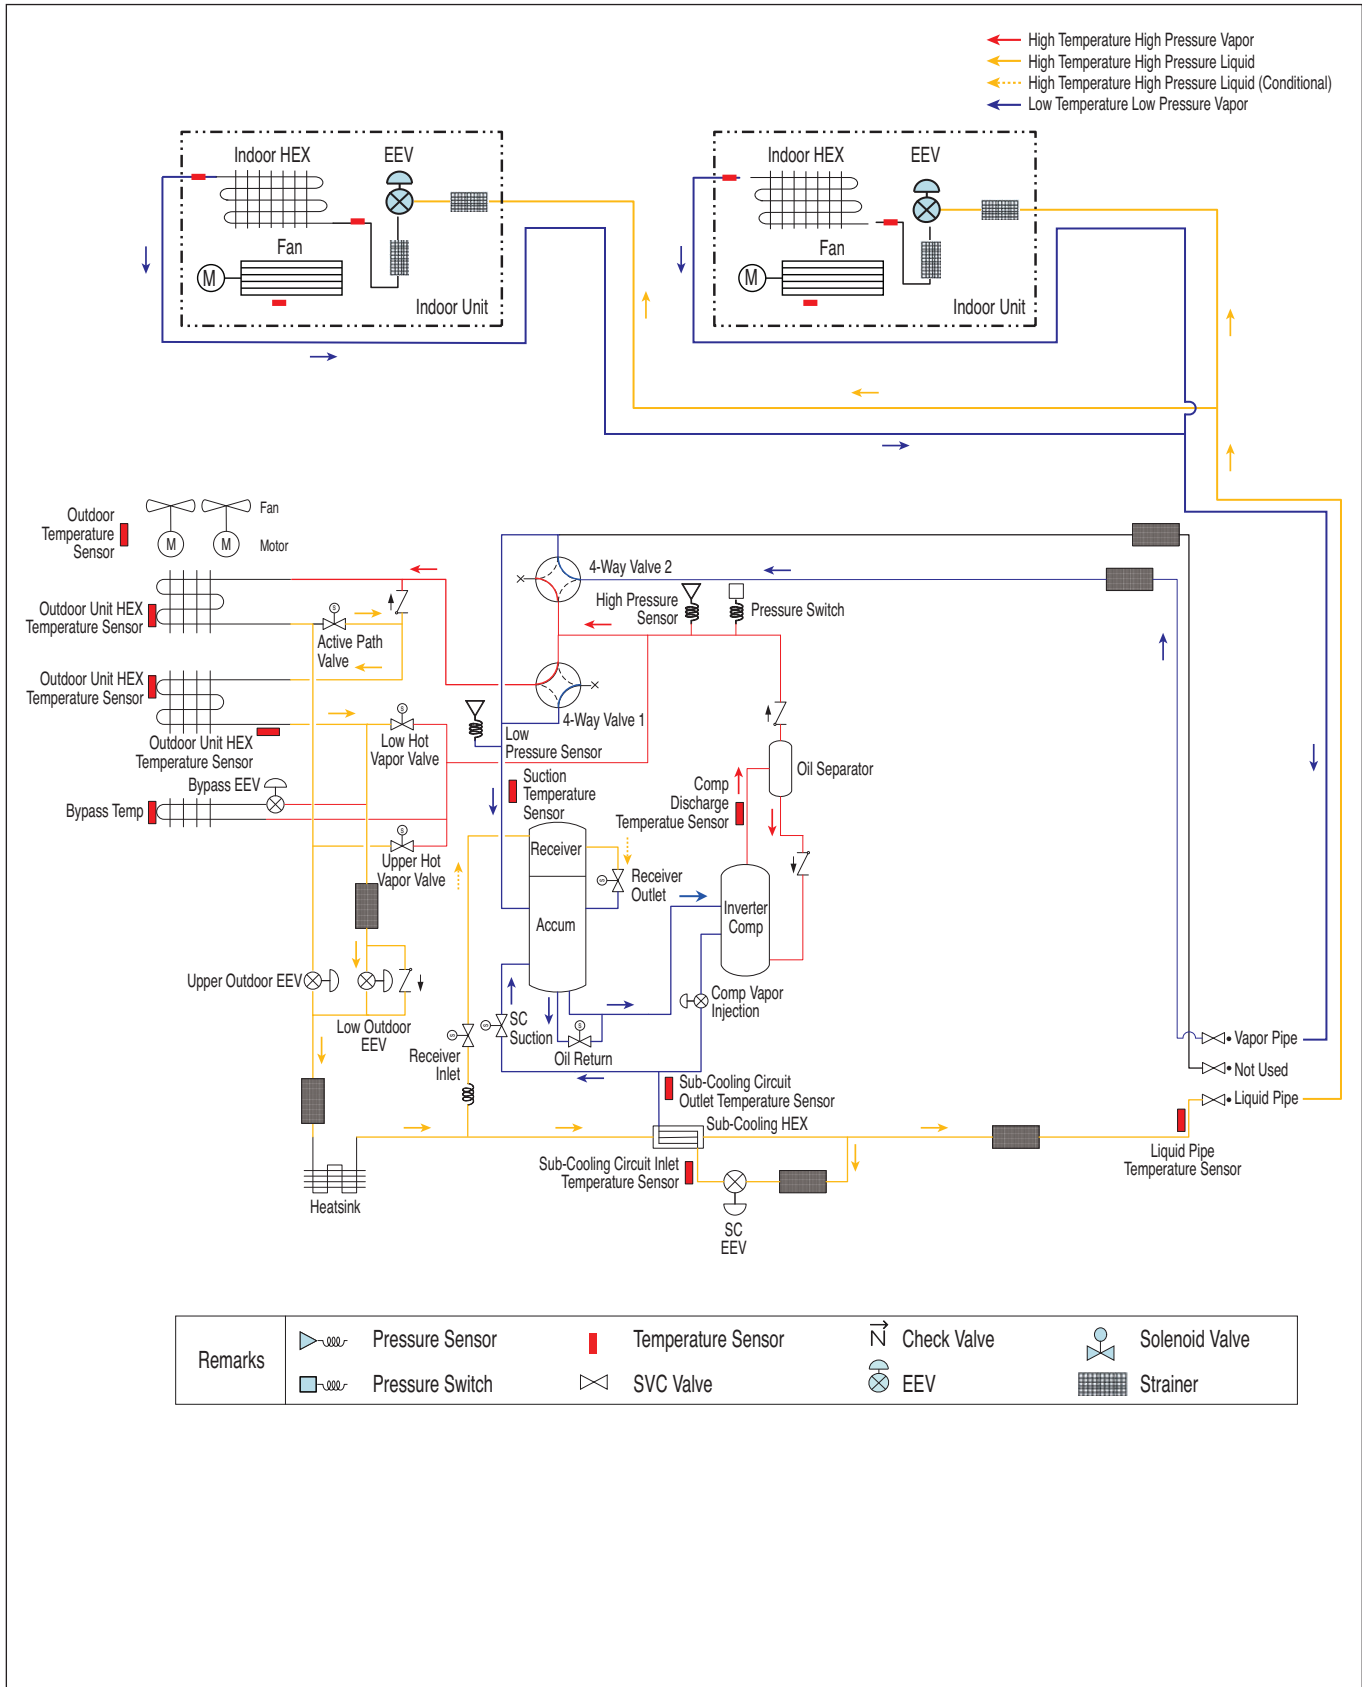 High Temperature High Pressure Vapor
High Temperature High Pressure Liquid
High Temperature High Pressure Liquid (Conditional)
Low Temperature Low Pressure Vapor
Indoor HEX
EEV
Fan
M
Indoor Unit
Indoor HEX
EEV
Fan
M
Indoor Unit
Outdoor
Temperature
Sensor
Fan
M
M
Motor
4-Way Valve 2
High Pressure
Sensor
Pressure Switch
Outdoor Unit HEX
Temperature Sensor
S
Active Path
Valve
Outdoor Unit HEX
Temperature Sensor
4-Way Valve 1
S
Low Hot
Vapor Valve
Low
Pressure Sensor
Outdoor Unit HEX
Temperature Sensor
Oil Separator
Bypass EEV
Suction
Temperature
Sensor
Comp
Discharge
Temperatue Sensor
Bypass Temp
S
Upper Hot
Vapor Valve
Receiver
S
Receiver
Outlet
Accum
Inverter
Comp
Upper Outdoor EEV
Low Outdoor
EEV
Comp Vapor
Injection
S
SC
Suction
S
Oil Return
S
Receiver
Inlet
Vapor Pipe
Not Used
Liquid Pipe
Sub-Cooling Circuit
Outlet Temperature Sensor
Sub-Cooling HEX
Sub-Cooling Circuit Inlet
Temperature Sensor
Liquid Pipe
Temperature Sensor
Heatsink
SC
EEV
Remarks
Pressure Sensor
Temperature Sensor
Check Valve
Solenoid Valve
Pressure Switch
SVC Valve
EEV
Strainer